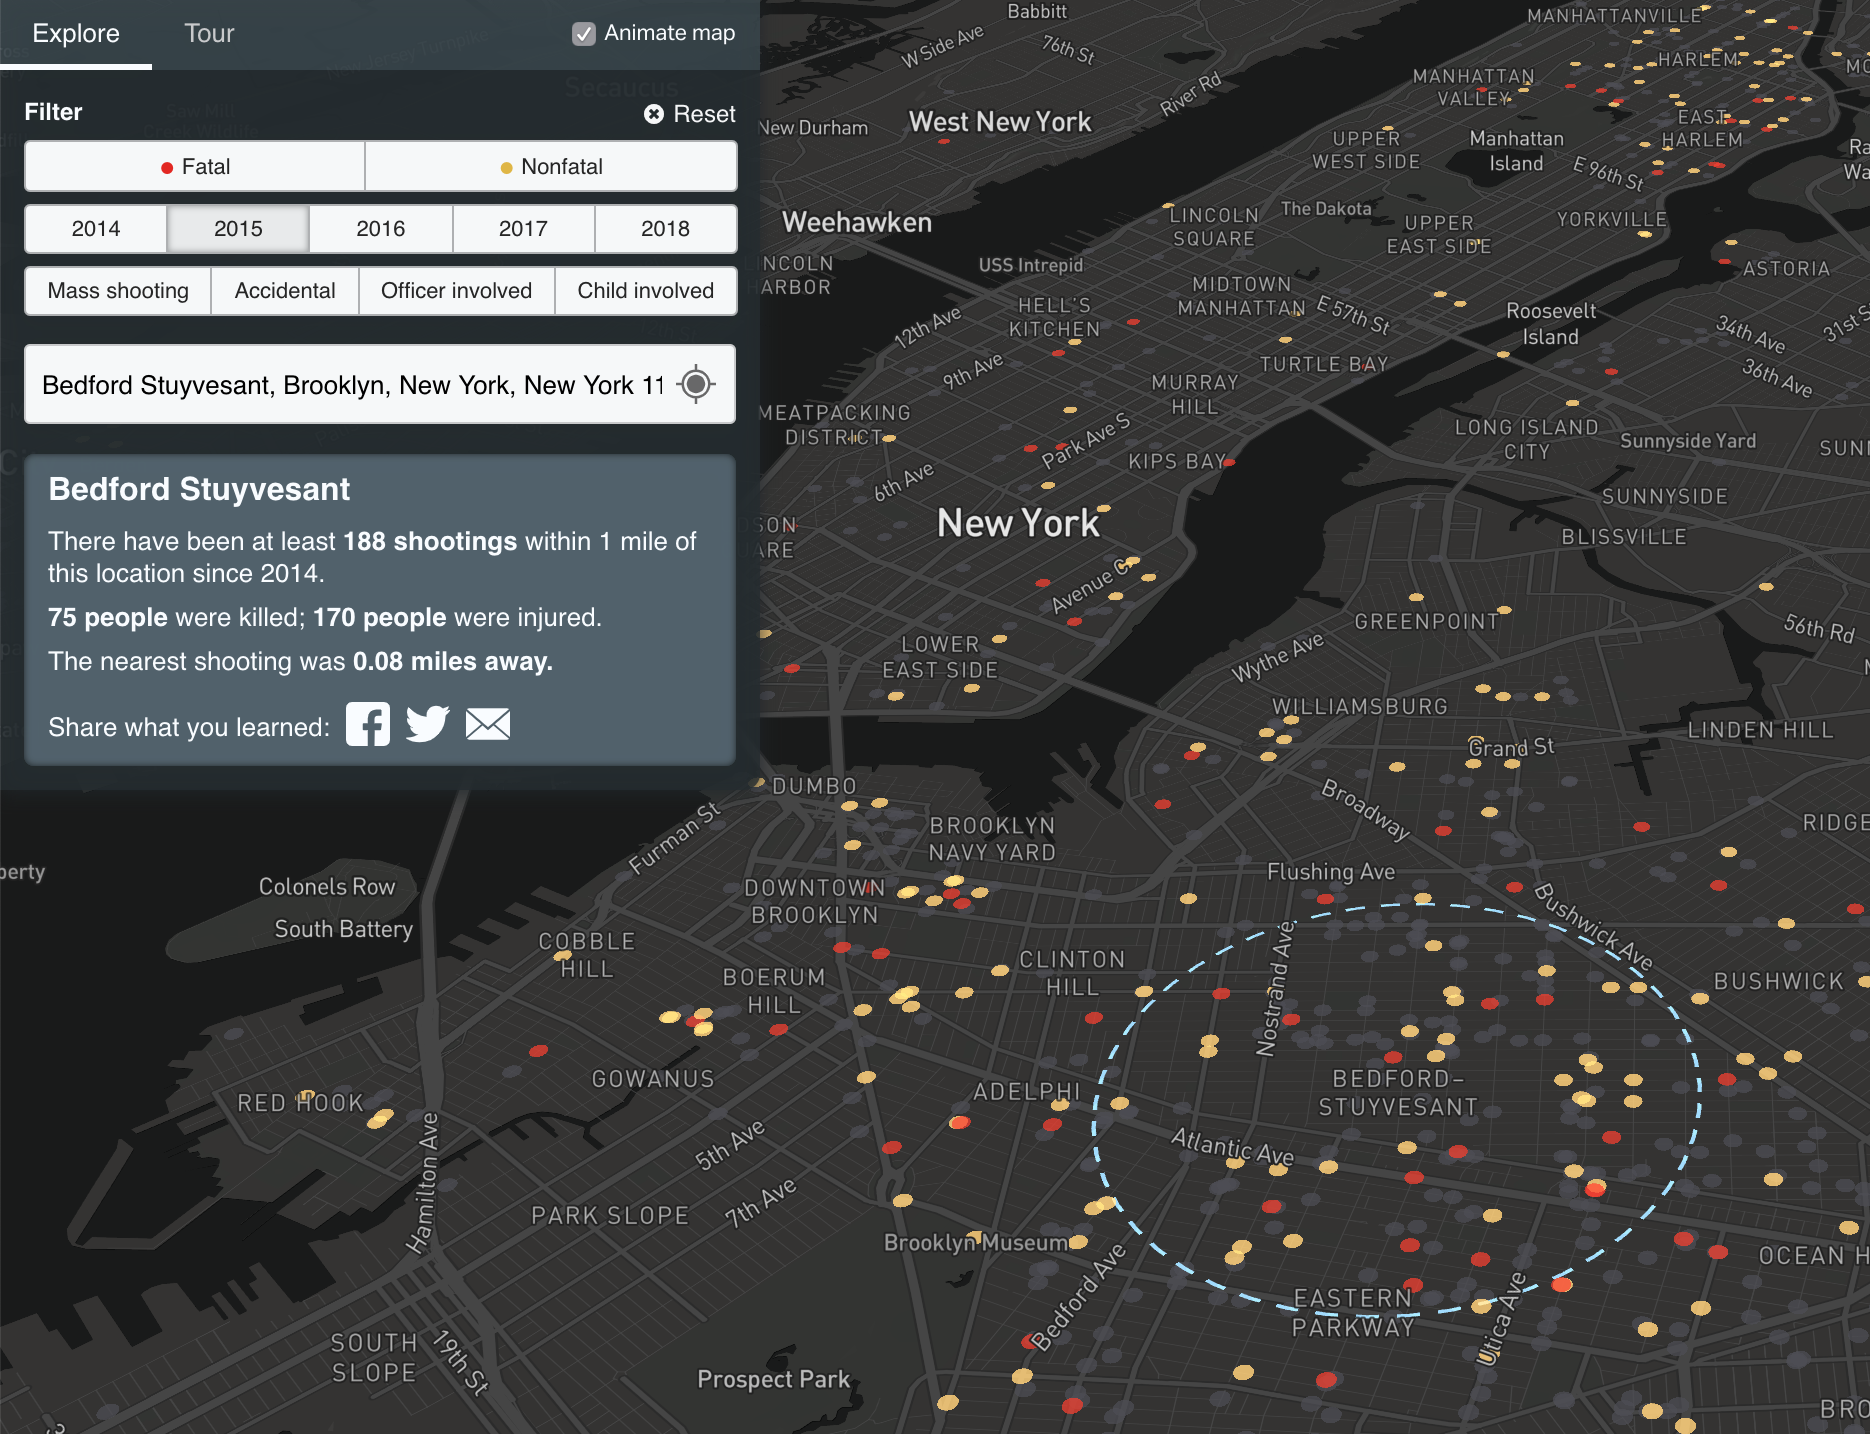 Explore
Tour
Animate map
Filter
Reset
Fatal
Nonfatal
2014
2015
2016
2017
2018
Mass shooting
Accidental
Officer involved
Child involved
Bedford Stuyvesant, Brooklyn, New York, New York 11
Bedford Stuyvesant
There have been at least 188 shootings within 1 mile of
this location since 2014.
75 people were killed; 170 people were injured.
The nearest shooting was 0.08 miles away.
Share what you learned:
Secaucus
Saw Mill
Babbitt
W Side Ave
76th St
River Rd
MANHATTANVILLE
HARLEM
MANHATTAN
VALLEY
EAST
HARLEM
New Durham
West New York
UPPER
WEST SIDE
Manhattan
Island
E 96th St
Weehawken
LINCOLN
SQUARE
The Dakota
UPPER
EAST SIDE
YORKVILLE
ASTORIA
LINCOLN
HARBOR
USS Intrepid
HELL'S
KITCHEN
MIDTOWN
MANHATTAN
E 57th St
Roosevelt
Island
34th Ave
31st S
36th Ave
12th Ave
9th Ave
TURTLE BAY
MURRAY
HILL
MEATPACKING
DISTRICT
Park Ave S
KIPS BAY
6th Ave
LONG ISLAND
CITY
Sunnyside Yard
SUNN
SUNNYSIDE
BLISSVILLE
New York
Avenue C
GREENPOINT
56th Rd
LOWER
EAST SIDE
Wythe Ave
WILLIAMSBURG
Grand St
LINDEN HILL
Broadway
DUMBO
Furman St
BROOKLYN
NAVY YARD
RIDGE
Flushing Ave
perty
Colonels Row
South Battery
DOWNTOWN
BROOKLYN
Bushwick Ave
COBBLE
HILL
BOERUM
HILL
CLINTON
HILL
Nostrand Ave
BUSHWICK
GOWANUS
ADELPHI
BEDFORD-
STUYVESANT
RED HOOK
Hamilton Ave
5th Ave
7th Ave
Atlantic Ave
PARK SLOPE
Brooklyn Museum
Bedford Ave
OCEAN H
EASTERN
PARKWAY
Utica Ave
SOUTH
SLOPE
19th St
Prospect Park
BRO